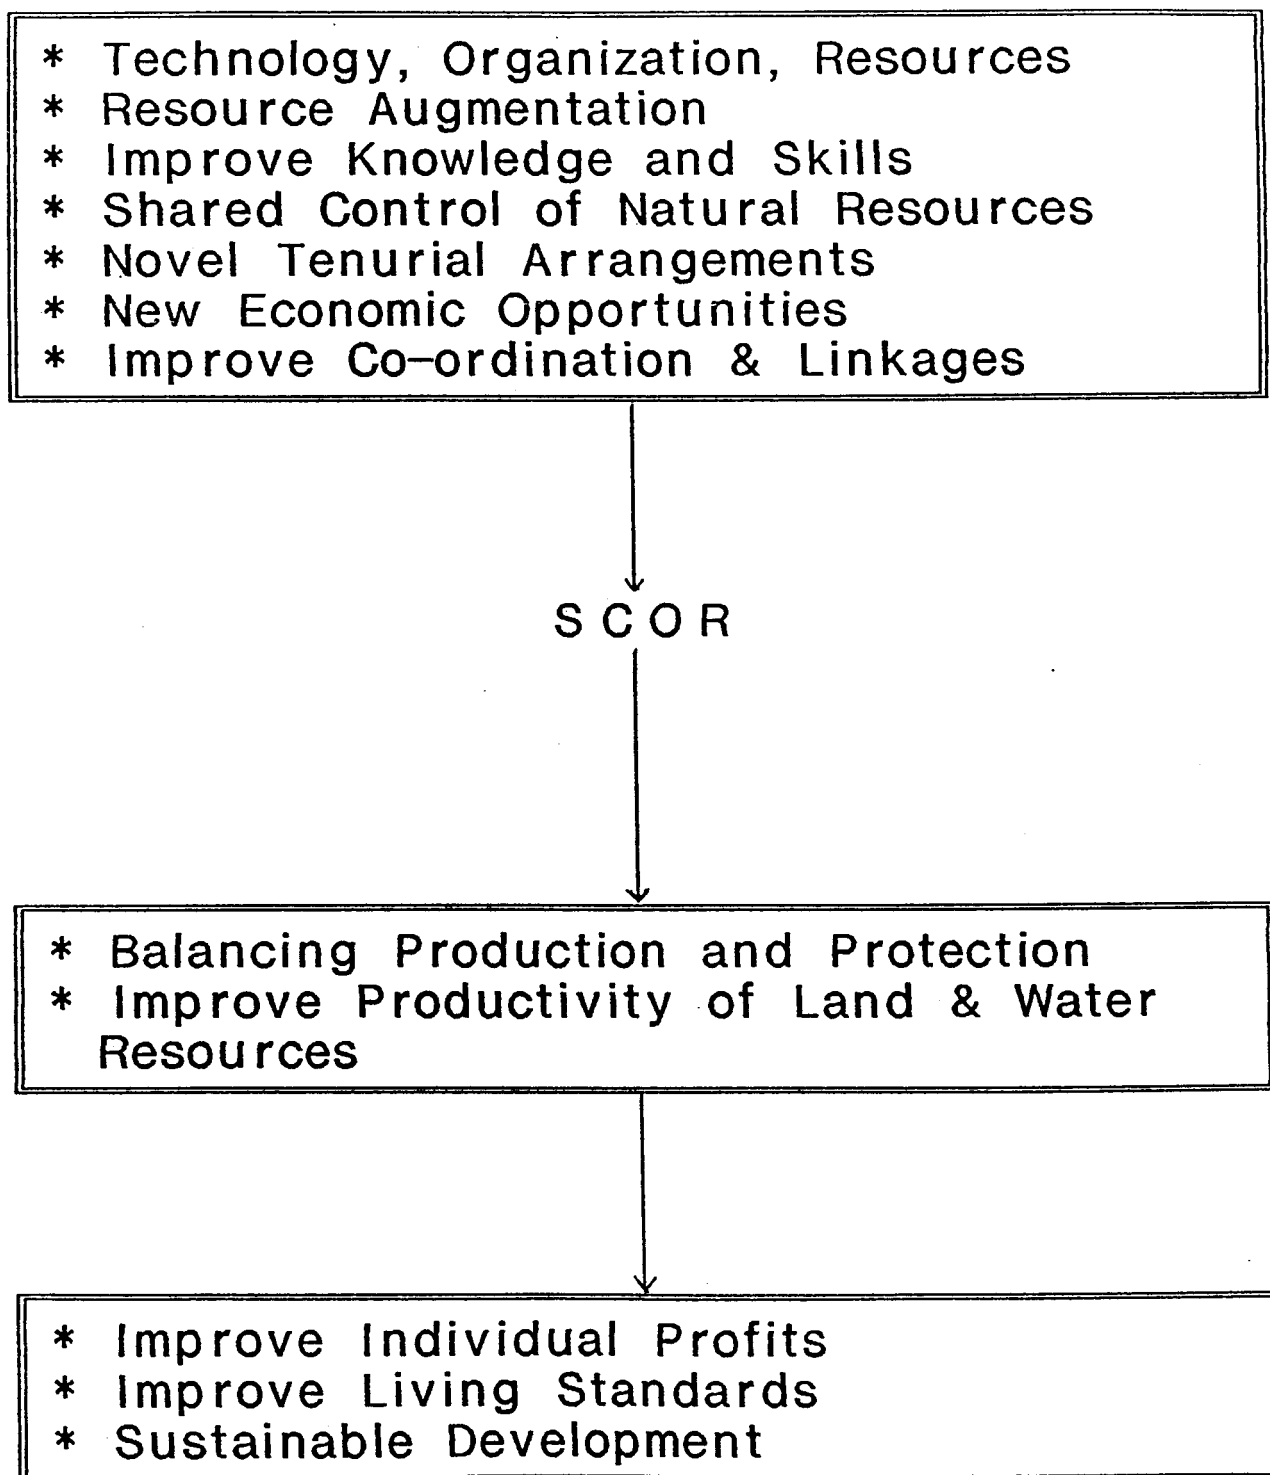 * Technology, Organization, Resources
* Resource Augmentation
* Improve Knowledge and Skills
* Shared Control of Natural Resources
* Novel Tenurial Arrangements
* New Economic Opportunities
* Improve Co-ordination & Linkages
SCOR
* Balancing Production and Protection
* Improve Productivity of Land & Water
Resources
* Improve Individual Profits
* Improve Living Standards
* Sustainable Development